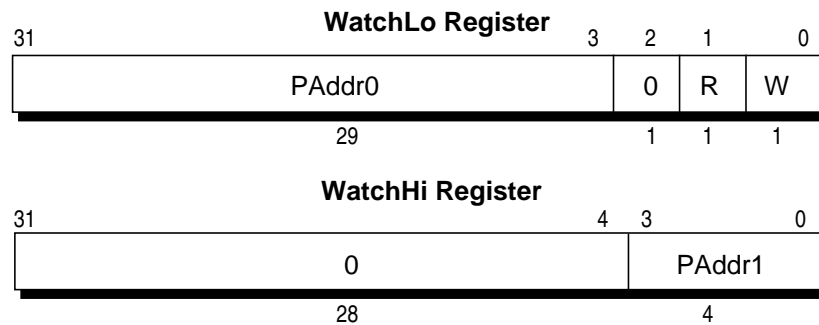 WatchLo Register
31 3 2 1 0
PAddr0 0 R W
29 1 1 1
WatchHi Register
31 4 3 0
0 PAddr1
28 4